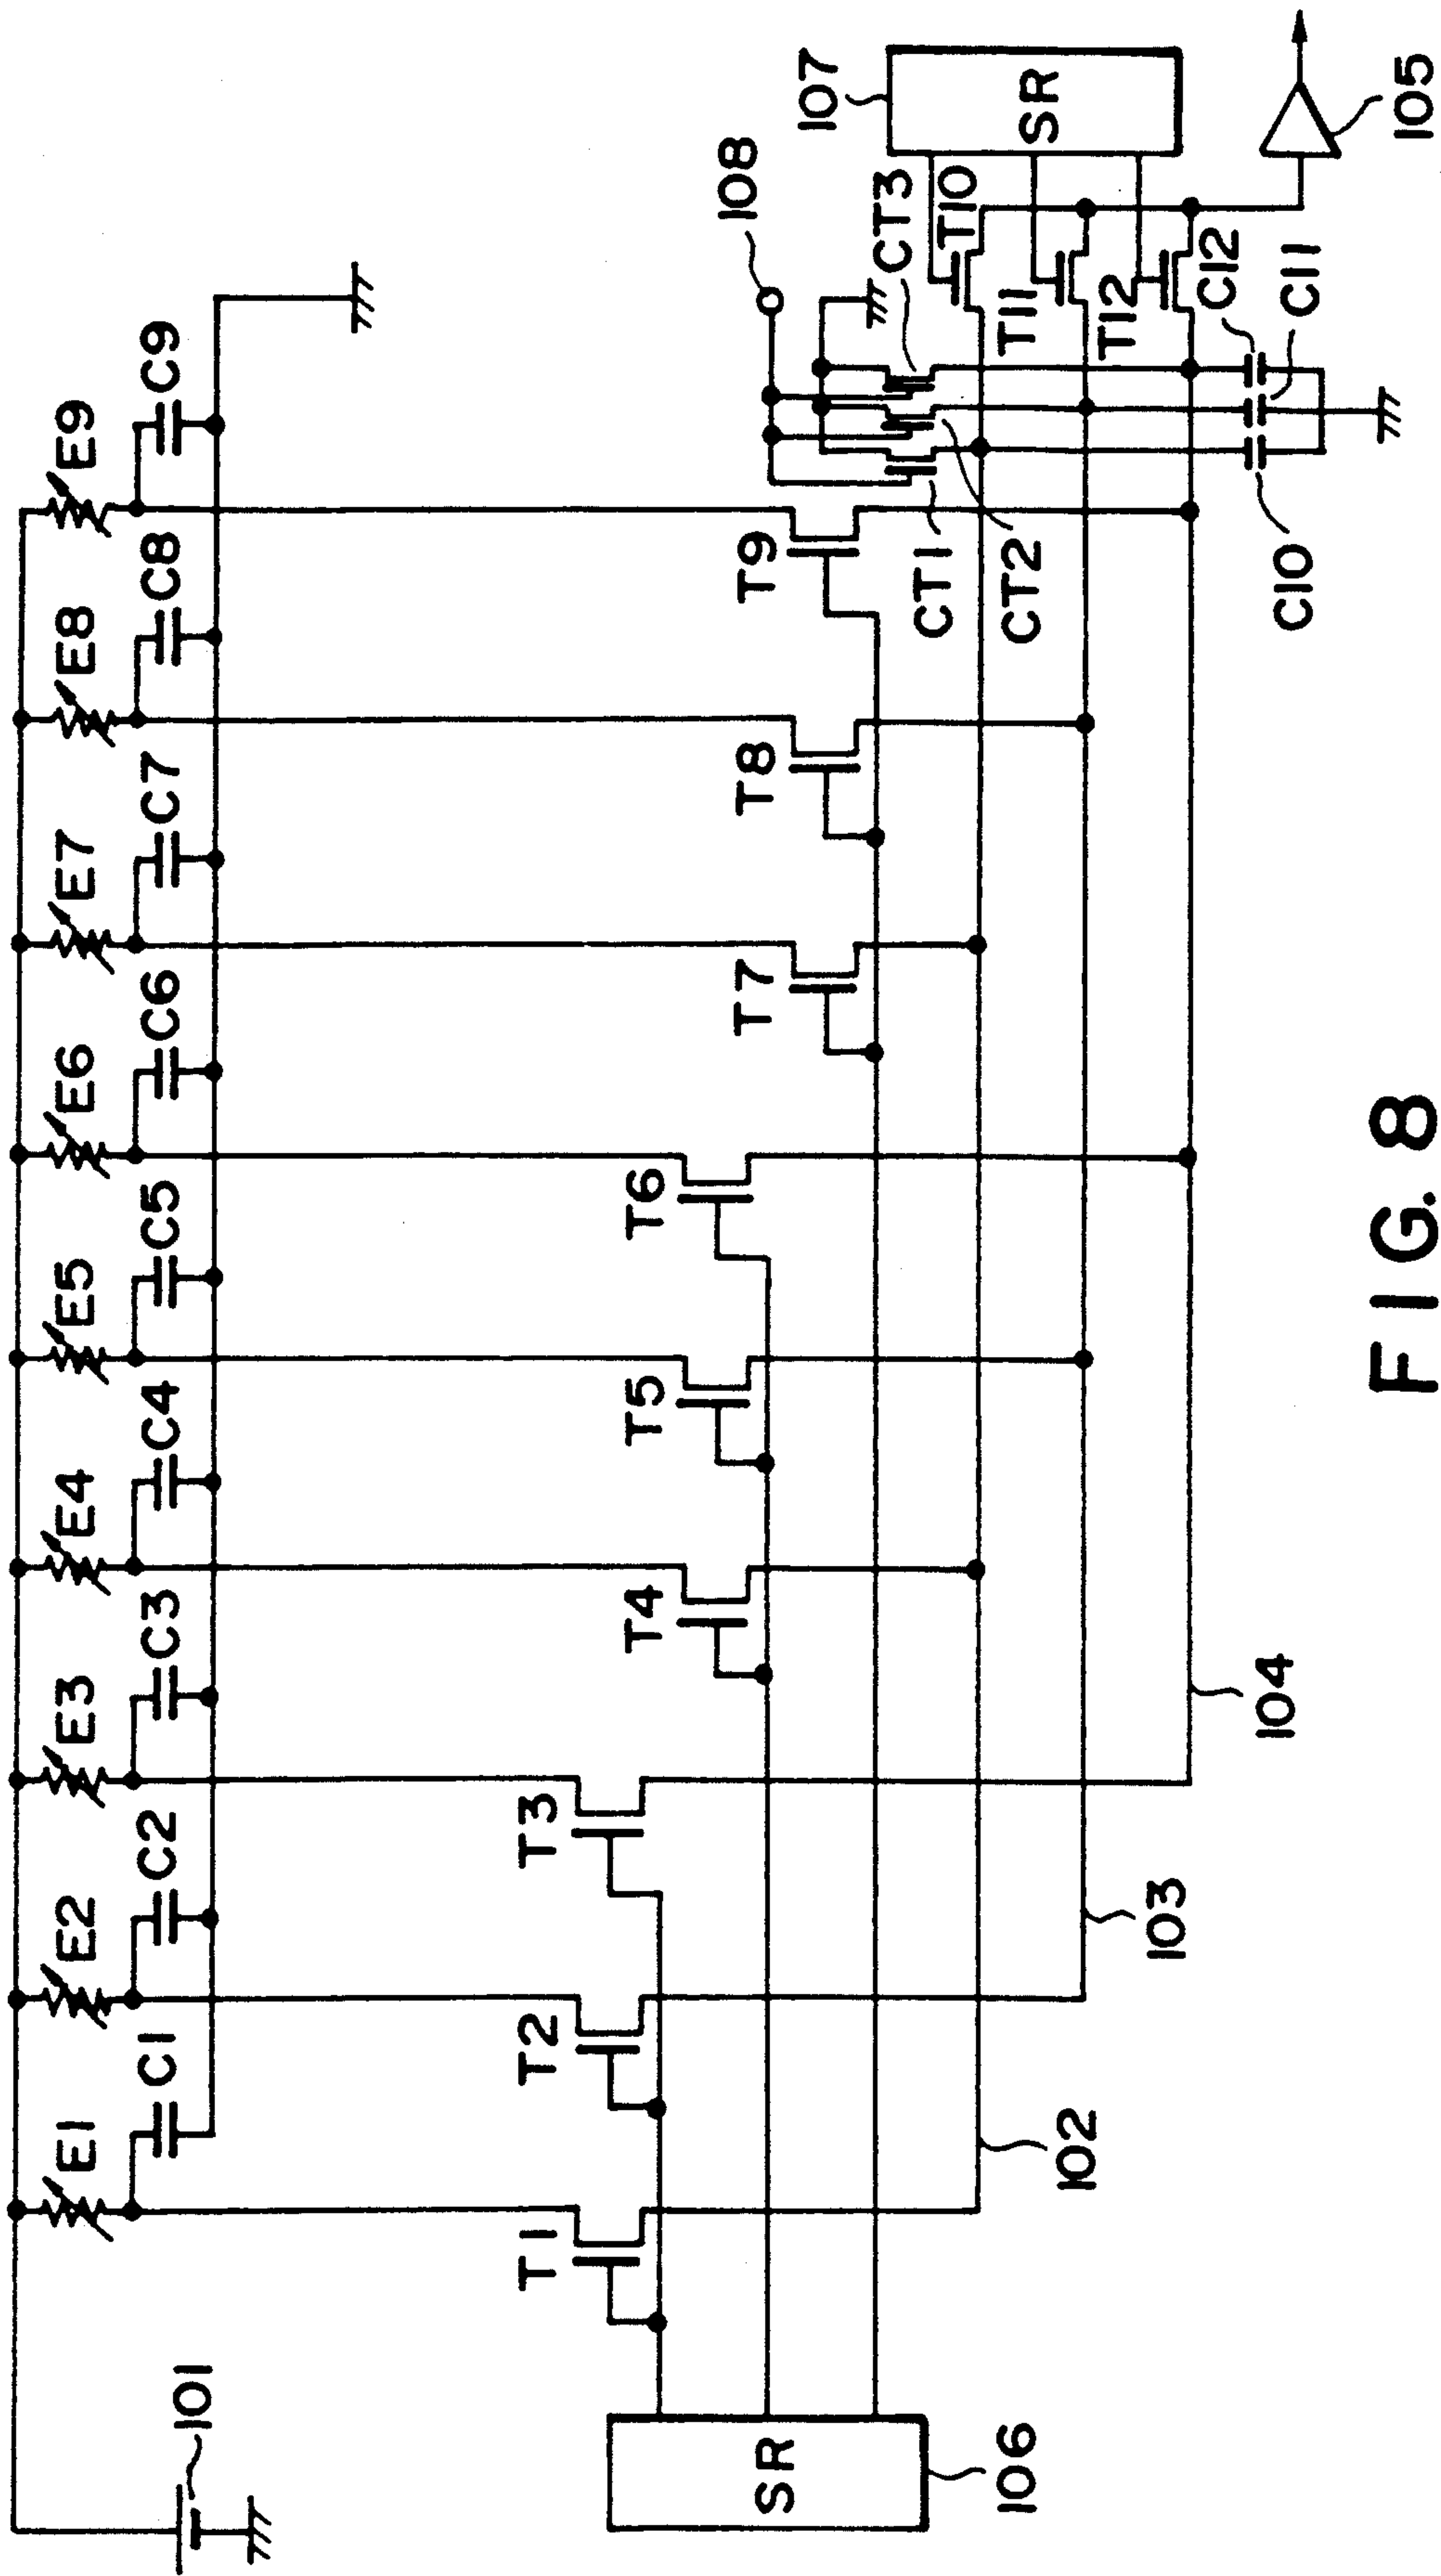 E1 E2 E3 E4 E5 E6 E7 E8 E9
C1 C2 C3 C4 C5 C6 C7 C8 C9
101
108
107
T1 T2 T3
T4 T5 T6
T7 T8 T9
CT3
CT1
CT2
T10
T11
T12
SR
SR
106
C12
C11
C10
102
103
104
105
FIG. 8